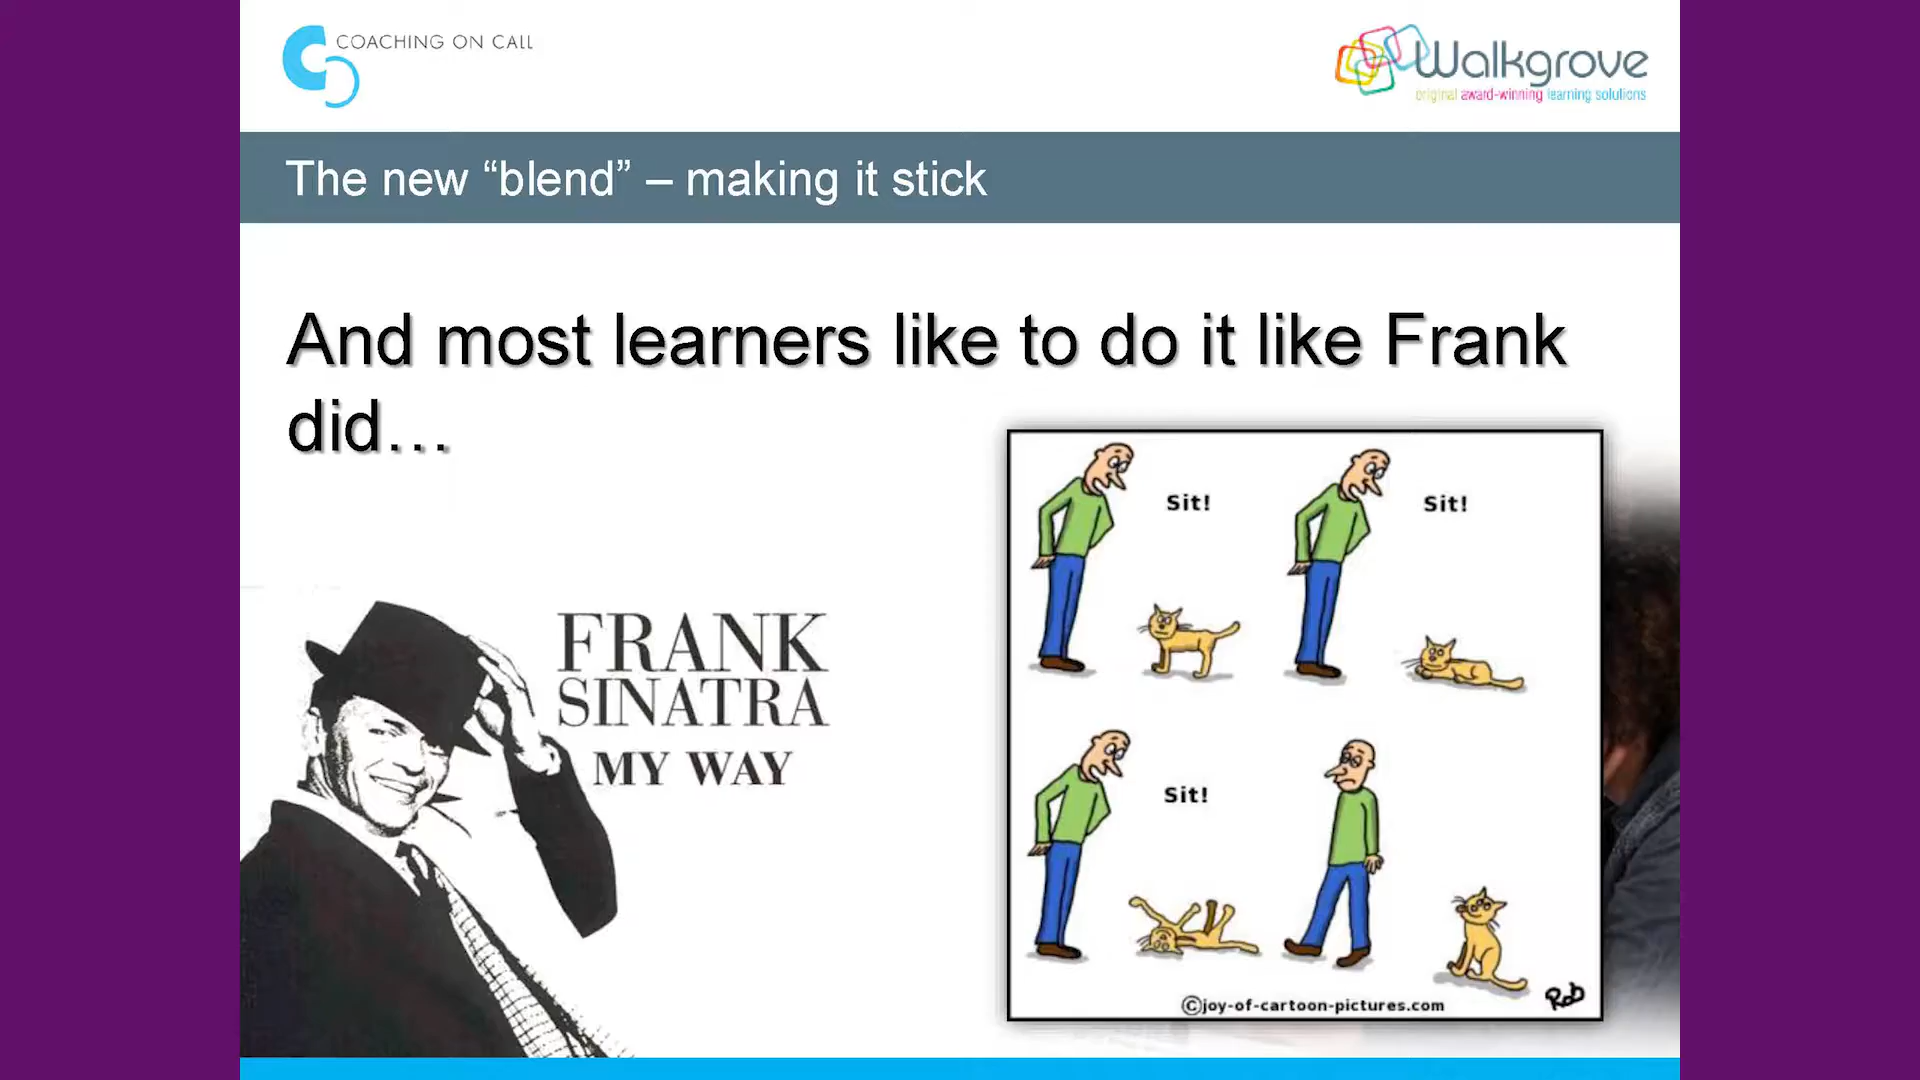 COACHING ON CALL
Walkgrove
original award-winning learning solutions
The new “blend” – making it stick
And most learners like to do it like Frank
did…
FRANK
SINATRA
MY WAY
Sit!
Sit!
Sit!
©joy-of-cartoon-pictures.com
Rob